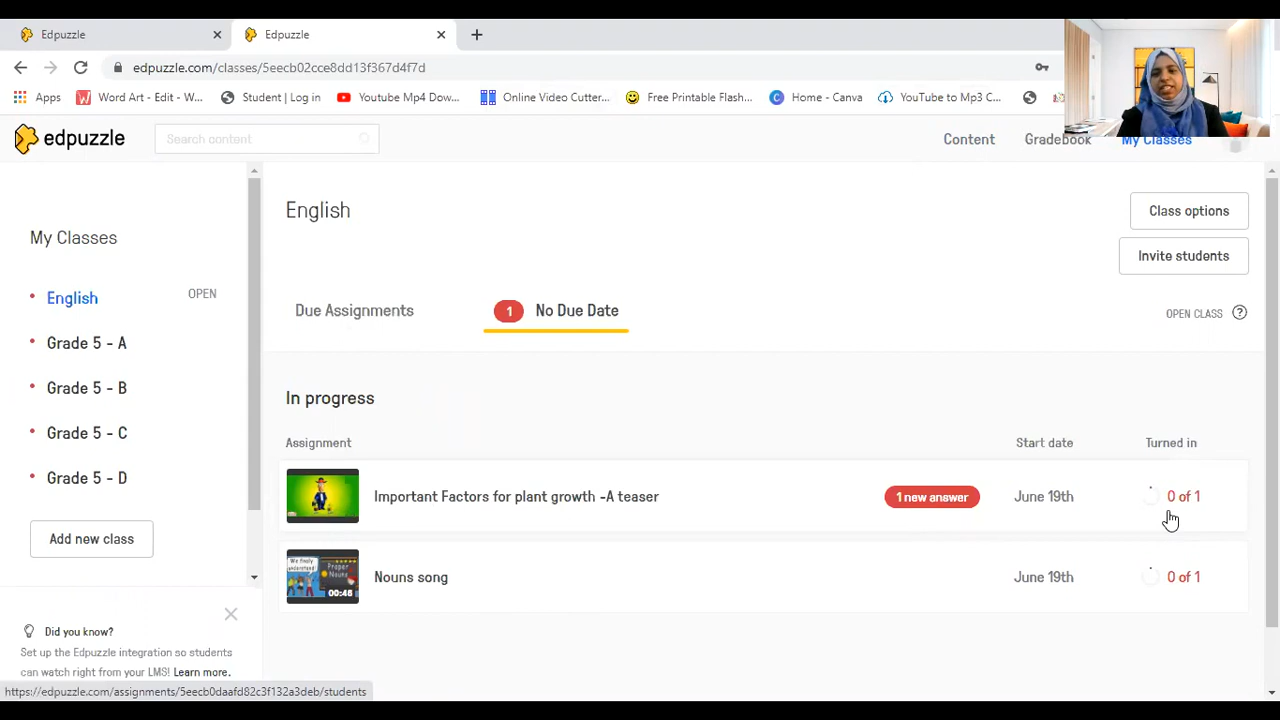 Edpuzzle
Edpuzzle
edpuzzle.com/classes/5eecb02cce8dd13f367d4f7d
Apps
Word Art - Edit - W...
Student | Log in
Youtube Mp4 Dow...
Online Video Cutter...
Free Printable Flash...
Home - Canva
YouTube to Mp3 C...
edpuzzle
Search content
Content
Gradebook
My Classes
My Classes
English
OPEN
Grade 5 - A
Grade 5 - B
Grade 5 - C
Grade 5 - D
Add new class
Did you know?
Set up the Edpuzzle integration so students
can watch right from your LMS! Learn more.
https://edpuzzle.com/assignments/5eecb0daafd82c3f132a3deb/students
English
Class options
Invite students
Due Assignments
1 No Due Date
OPEN CLASS ?
In progress
Assignment
Start date
Turned in
Important Factors for plant growth -A teaser
1 new answer
June 19th
0 of 1
We finally
understand!
Proper
Nouns
00:48
Nouns song
June 19th
0 of 1